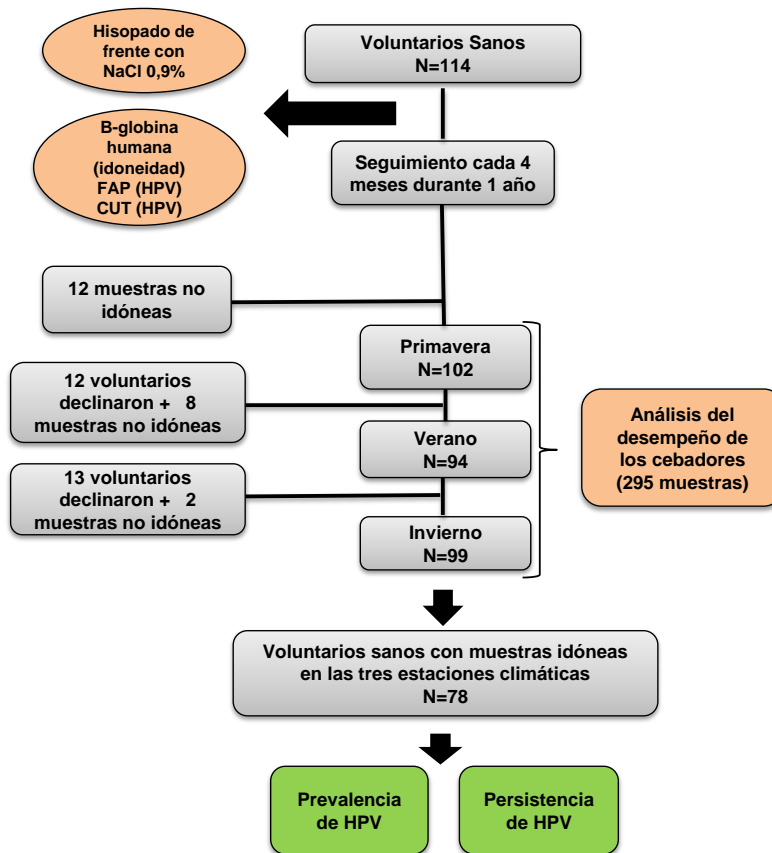 Hisopado de
frente con
NaCl 0,9%
Voluntarios Sanos
N=114
B-globina
humana
(idoneidad)
FAP (HPV)
CUT (HPV)
Seguimiento cada 4
meses durante 1 año
12 muestras no
idóneas
Primavera
N=102
12 voluntarios
declinaron + 8
muestras no idóneas
Verano
N=94
13 voluntarios
declinaron + 2
muestras no idóneas
Invierno
N=99
Análisis del
desempeño de
los cebadores
(295 muestras)
Voluntarios sanos con muestras idóneas
en las tres estaciones climáticas
N=78
Prevalencia
de HPV
Persistencia
de HPV